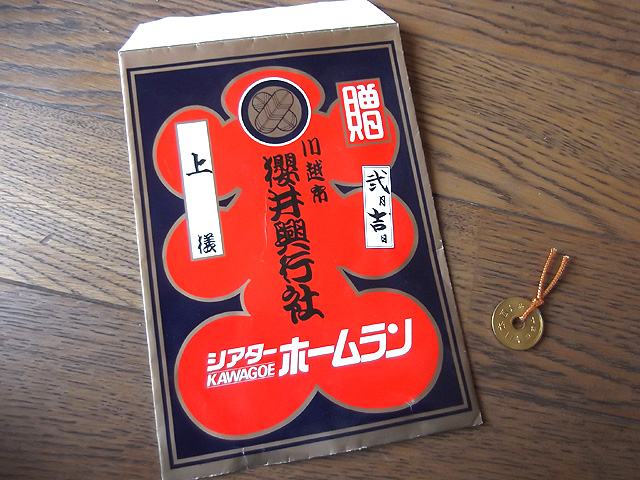 贈
弐月吉日
川越市
櫻井興行社
上様
シアター
KAWAGOE
ホームラン